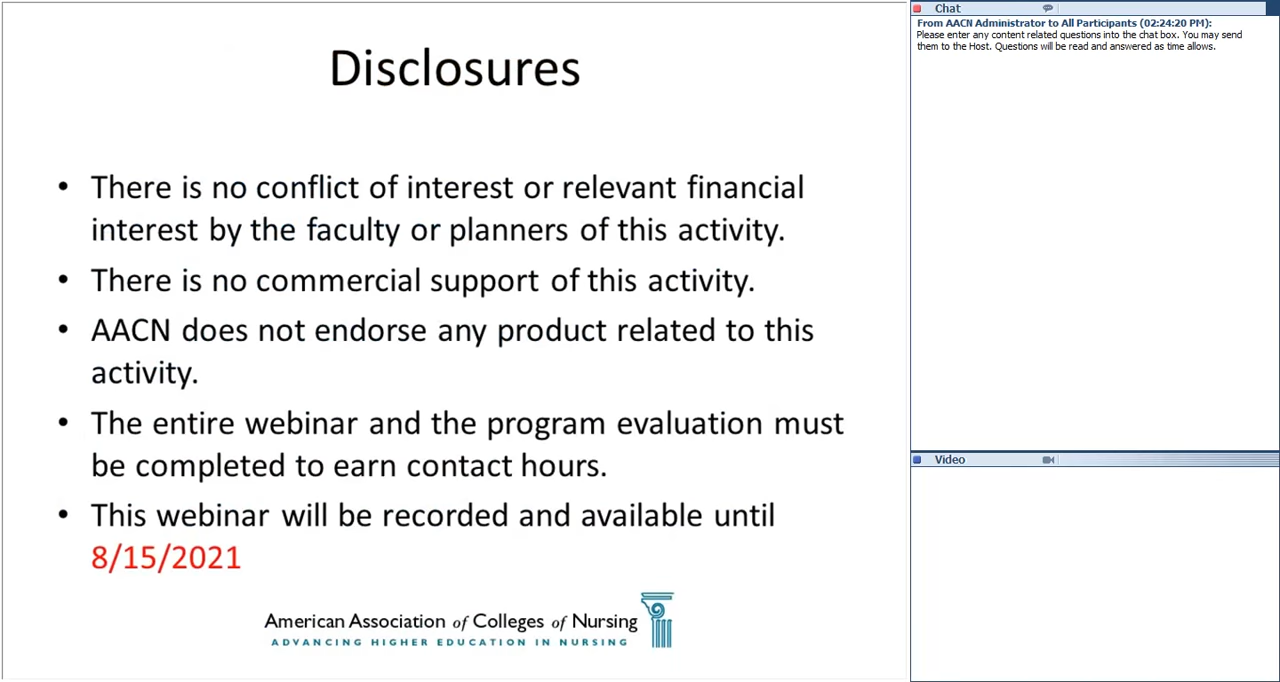 Disclosures
• There is no conflict of interest or relevant financial
interest by the faculty or planners of this activity.
• There is no commercial support of this activity.
• AACN does not endorse any product related to this
activity.
• The entire webinar and the program evaluation must
be completed to earn contact hours.
• This webinar will be recorded and available until
8/15/2021
American Association of Colleges of Nursing
ADVANCING HIGHER EDUCATION IN NURSING
Chat
From AACN Administrator to All Participants (02:24:20 PM):
Please enter any content related questions into the chat box. You may send
them to the Host. Questions will be read and answered as time allows.
Video